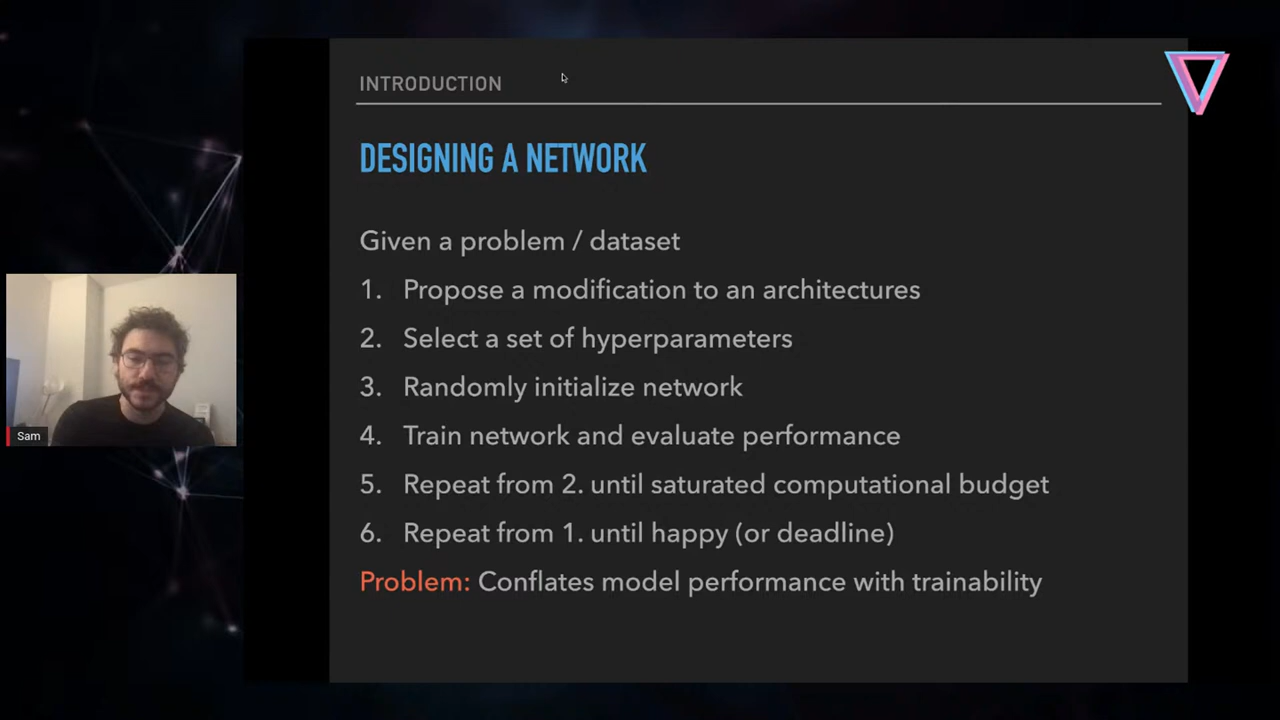 INTRODUCTION
DESIGNING A NETWORK
Given a problem / dataset
1. Propose a modification to an architectures
2. Select a set of hyperparameters
3. Randomly initialize network
4. Train network and evaluate performance
5. Repeat from 2. until saturated computational budget
6. Repeat from 1. until happy (or deadline)
Problem: Conflates model performance with trainability
Sam